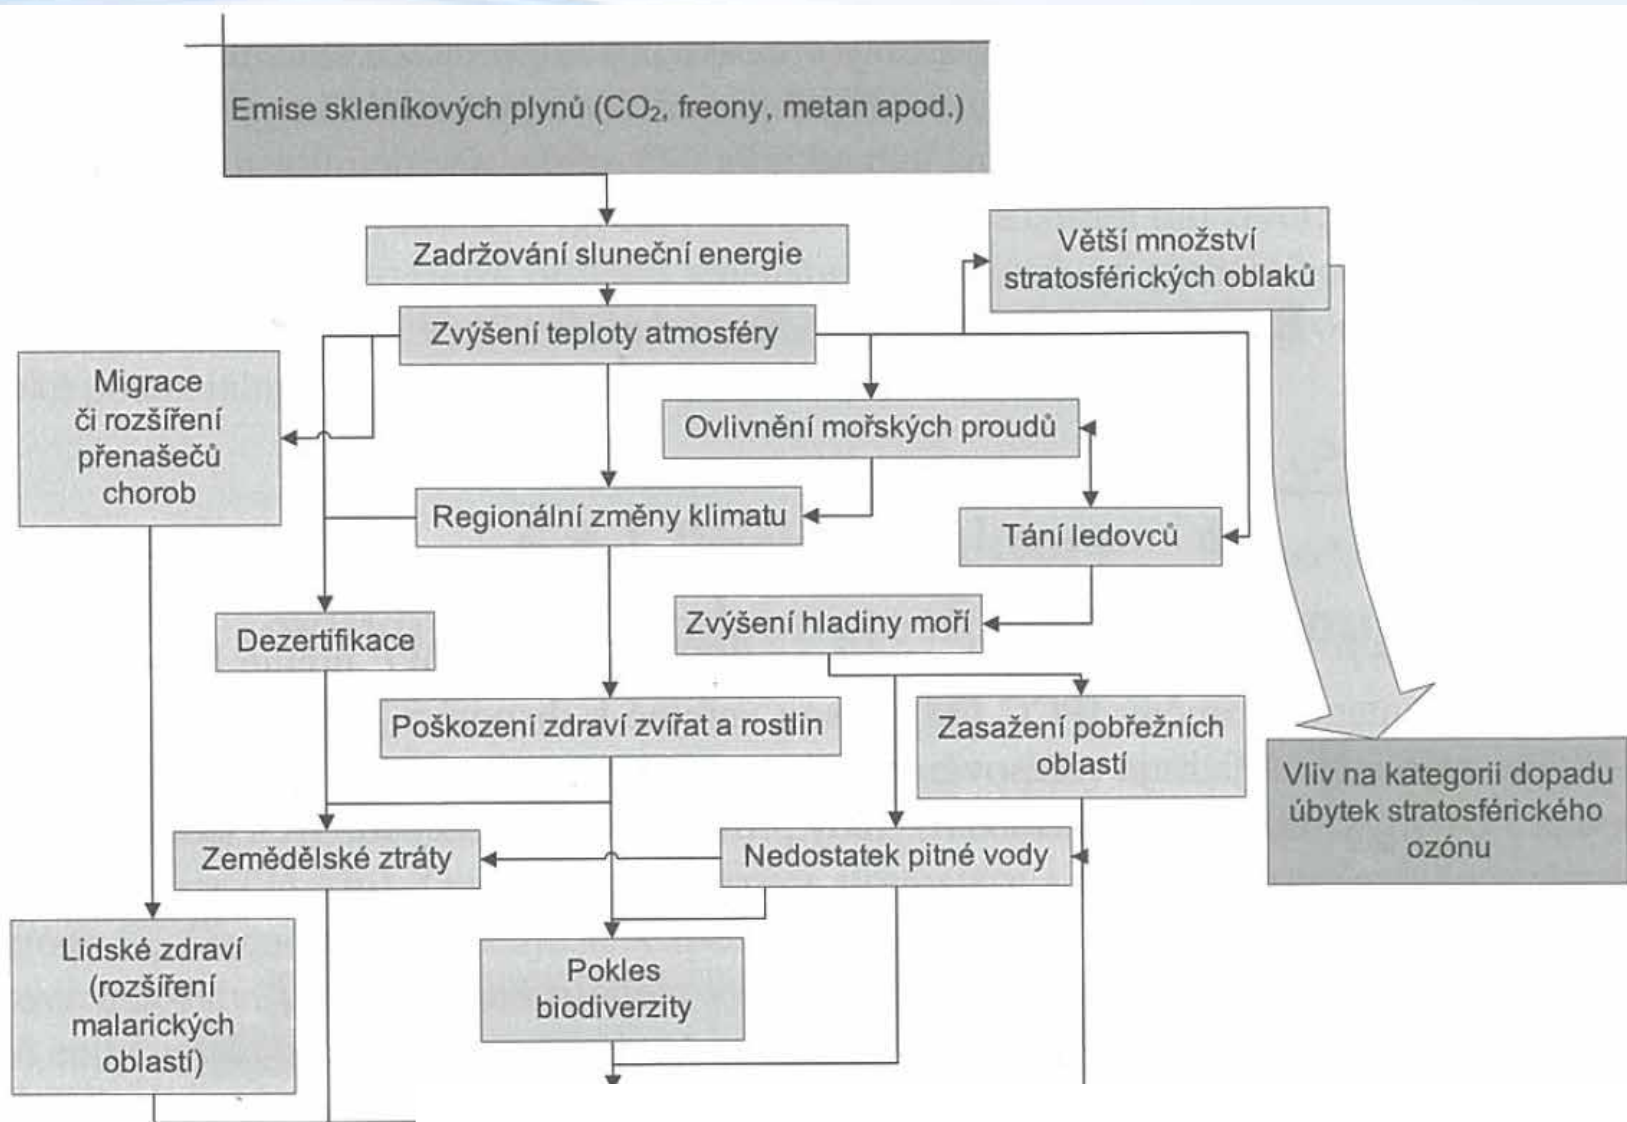 Emise skleníkových plynů (CO₂, freony, metan apod.)
Zadržování sluneční energie
Větší množství
stratosférických oblaků
Zvýšení teploty atmosféry
Migrace
či rozšíření
přenašečů
chorob
Ovlivnění mořských proudů
Regionální změny klimatu
Tání ledovců
Zvýšení hladiny moří
Dezertifikace
Poškození zdraví zvířat a rostlin
Zasažení pobřežních
oblastí
Vliv na kategorii dopadu
úbytek stratosférického
ozónu
Zemědělské ztráty
Nedostatek pitné vody
Lidské zdraví
(rozšíření
malarických
oblastí)
Pokles
biodiverzity